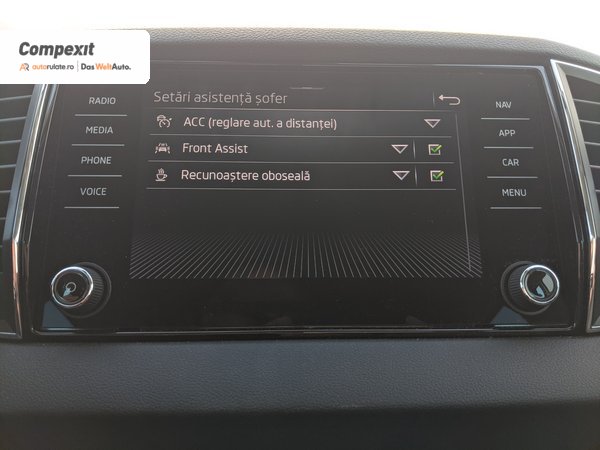 Compexit
autorulate.ro | Das WeltAuto.
RADIO
MEDIA
PHONE
VOICE
Setări asistență șofer
ACC (reglare aut. a distanței)
Front Assist
Recunoaștere oboseală
NAV
APP
CAR
MENU